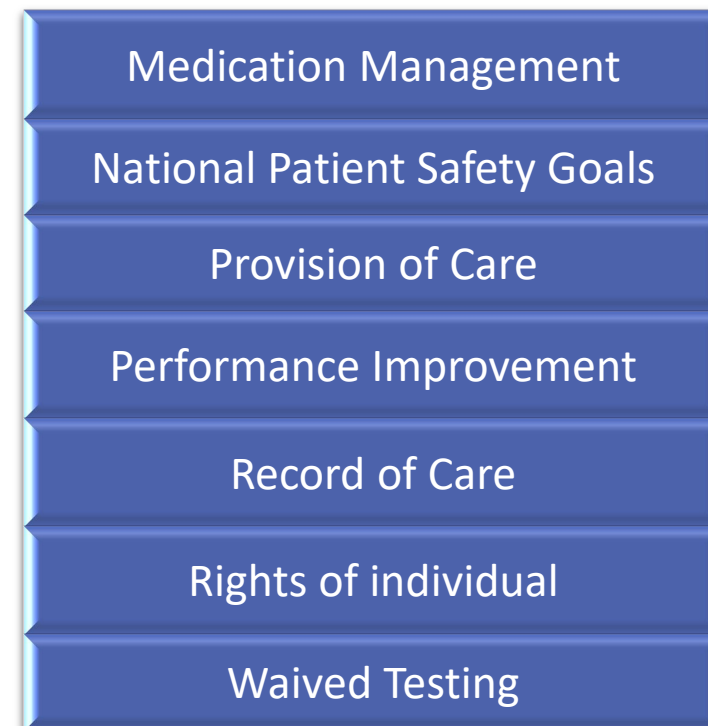 Medication Management
National Patient Safety Goals
Provision of Care
Performance Improvement
Record of Care
Rights of individual
Waived Testing